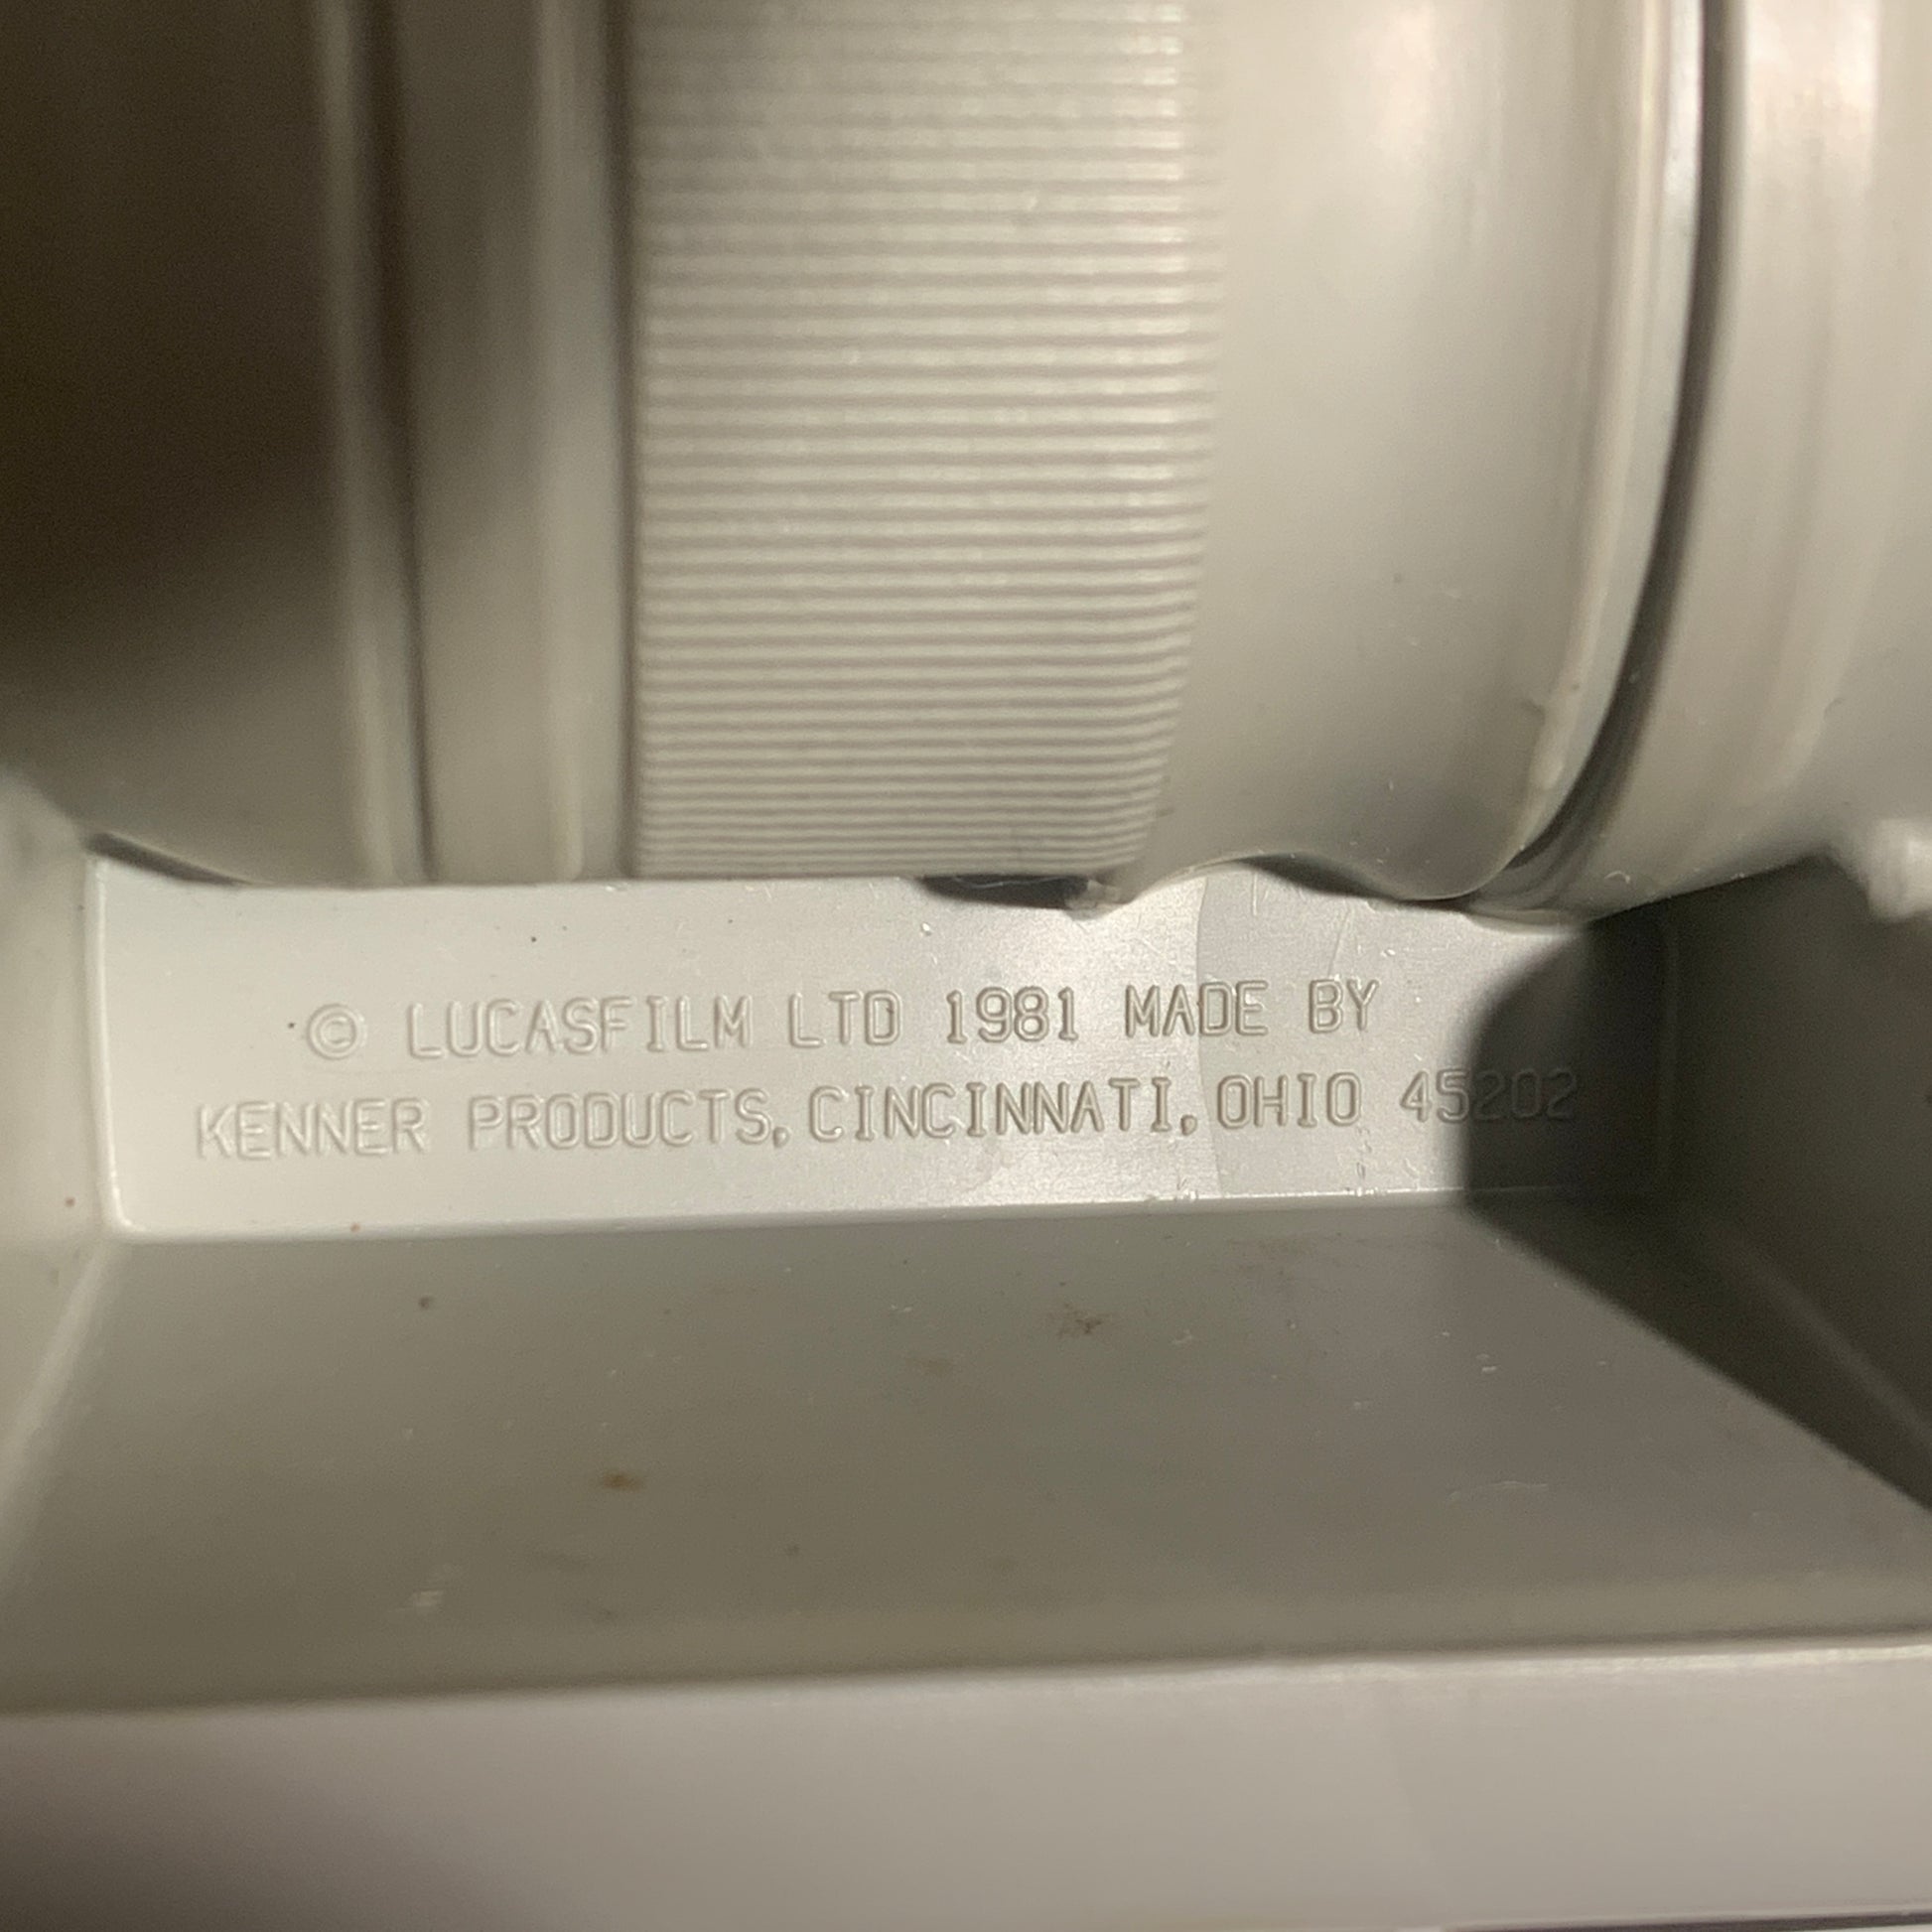 © LUCASFILM LTD 1981 MADE BY
KENNER PRODUCTS, CINCINNATI, OHIO 45202